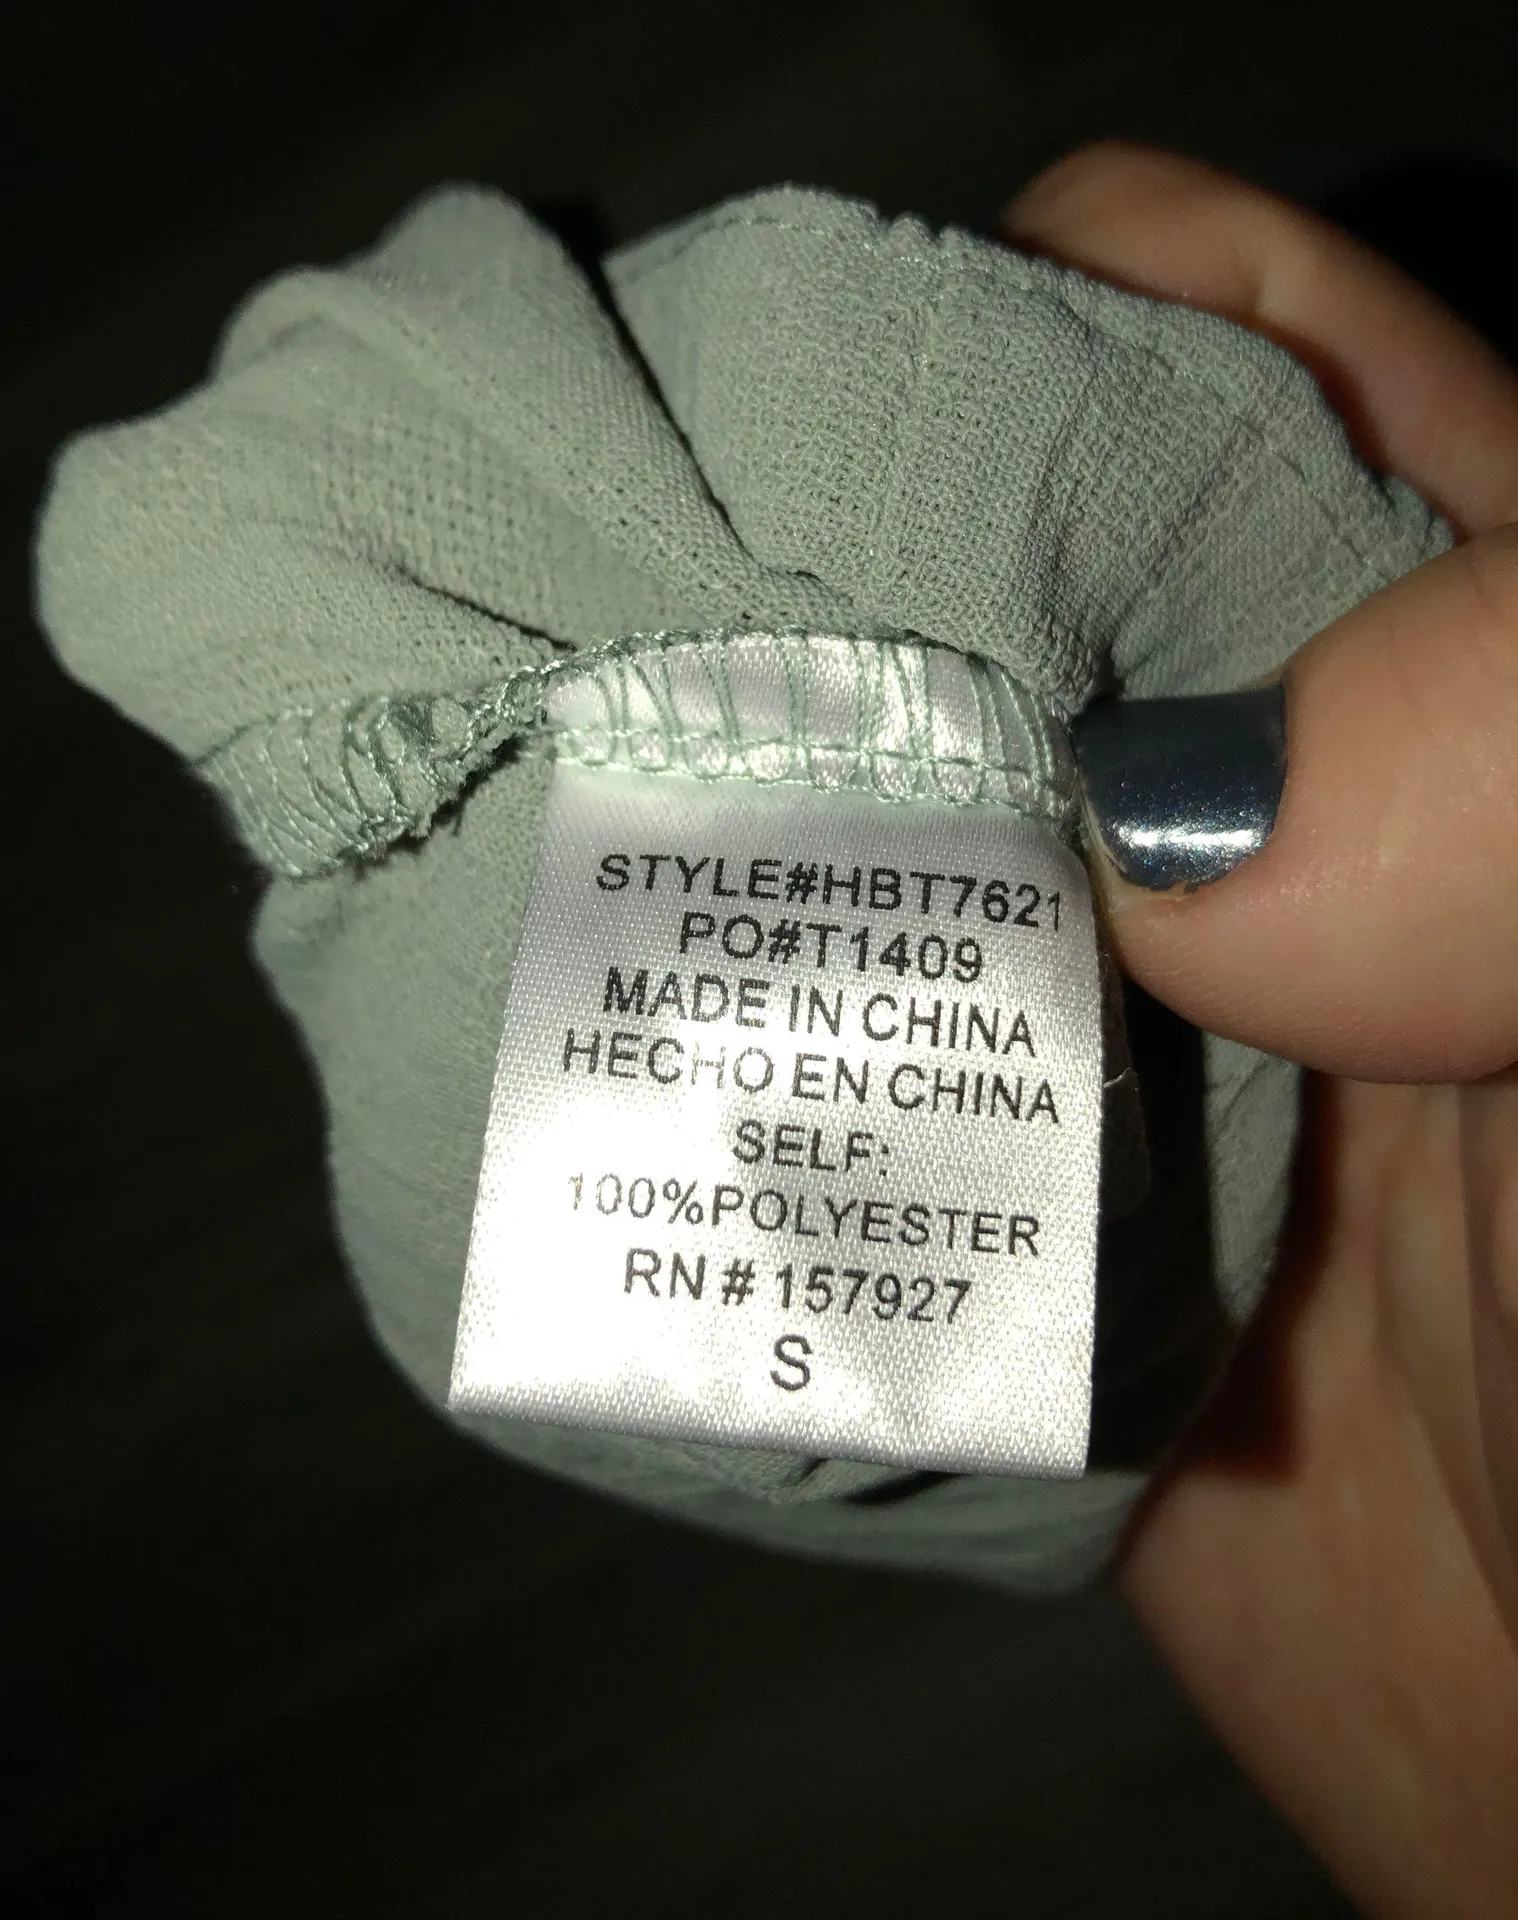 STYLE#HBT7621
PO#T1409
MADE IN CHINA
HECHO EN CHINA
SELF:
100%POLYESTER
RN # 157927
S